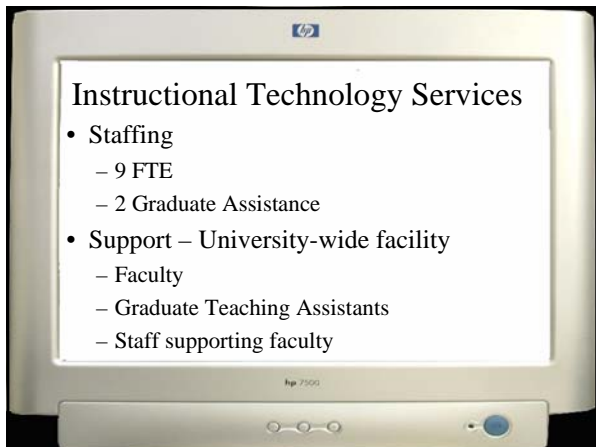 hp
Instructional Technology Services
• Staffing
– 9 FTE
– 2 Graduate Assistance
• Support – University-wide facility
– Faculty
– Graduate Teaching Assistants
– Staff supporting faculty
hp 7500